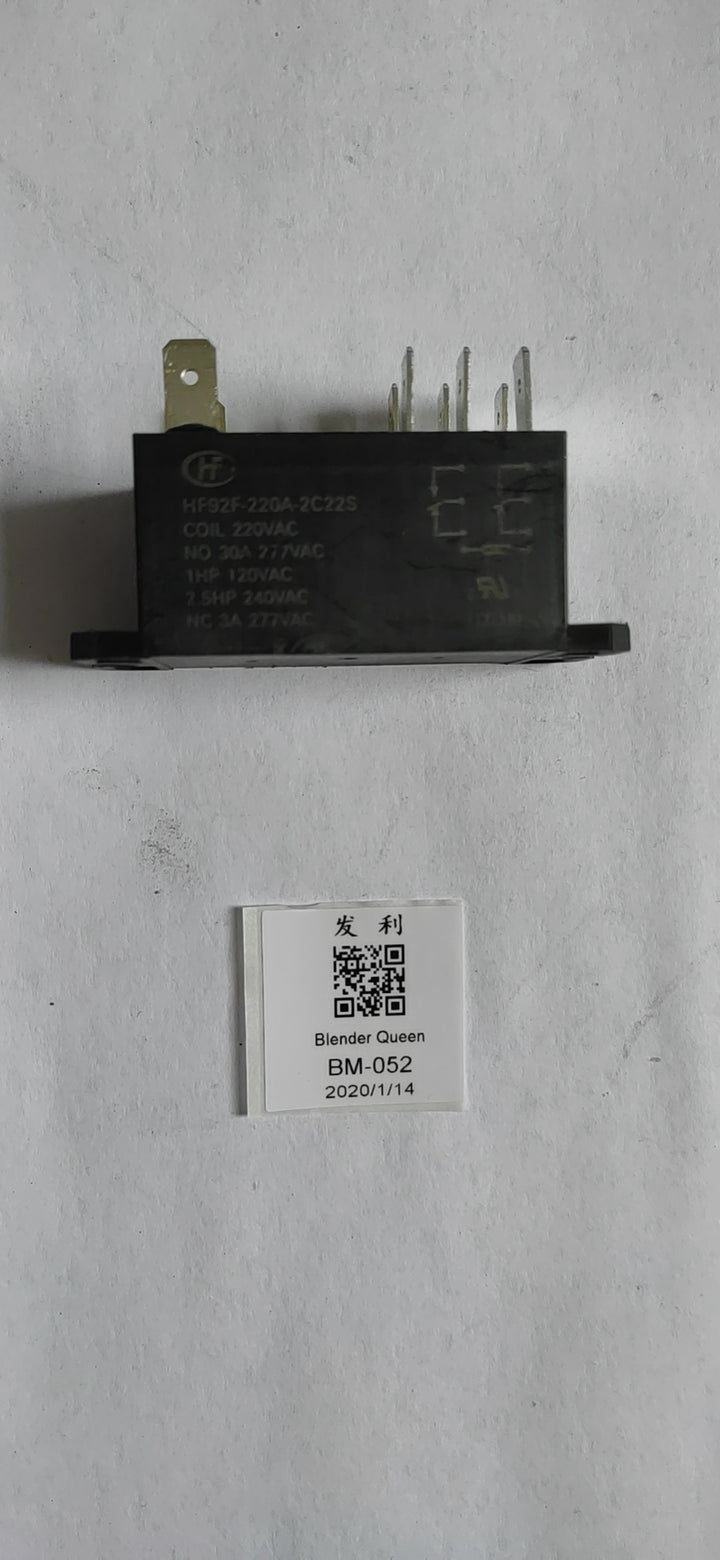 HF
HF92F-220A-2C22S
COIL 220VAC
NO 30A 277VAC
1HP 120VAC
2.5HP 240VAC
NC 3A 277VAC
发 利
Blender Queen
BM-052
2020/1/14